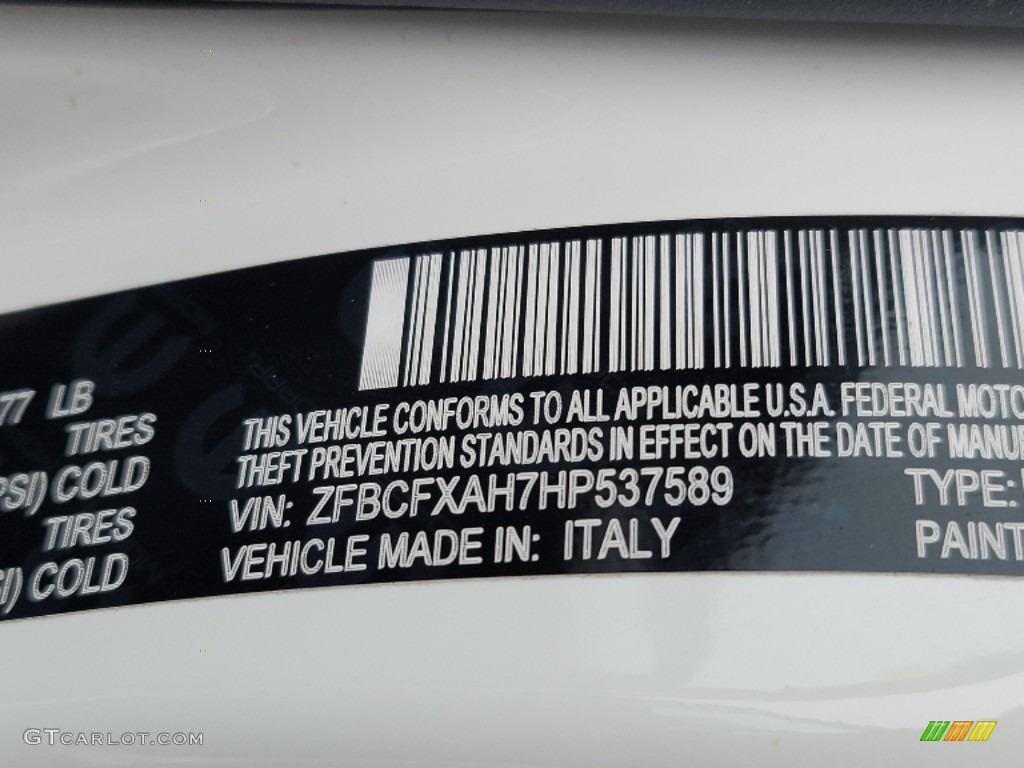 77 LB
TIRES
PSI) COLD
TIRES
SI) COLD
THIS VEHICLE CONFORMS TO ALL APPLICABLE U.S.A. FEDERAL MOTO
THEFT PREVENTION STANDARDS IN EFFECT ON THE DATE OF MANU
VIN: ZFBCFXAH7HP537589 TYPE:
VEHICLE MADE IN: ITALY PAINT
GTCARLOT.COM